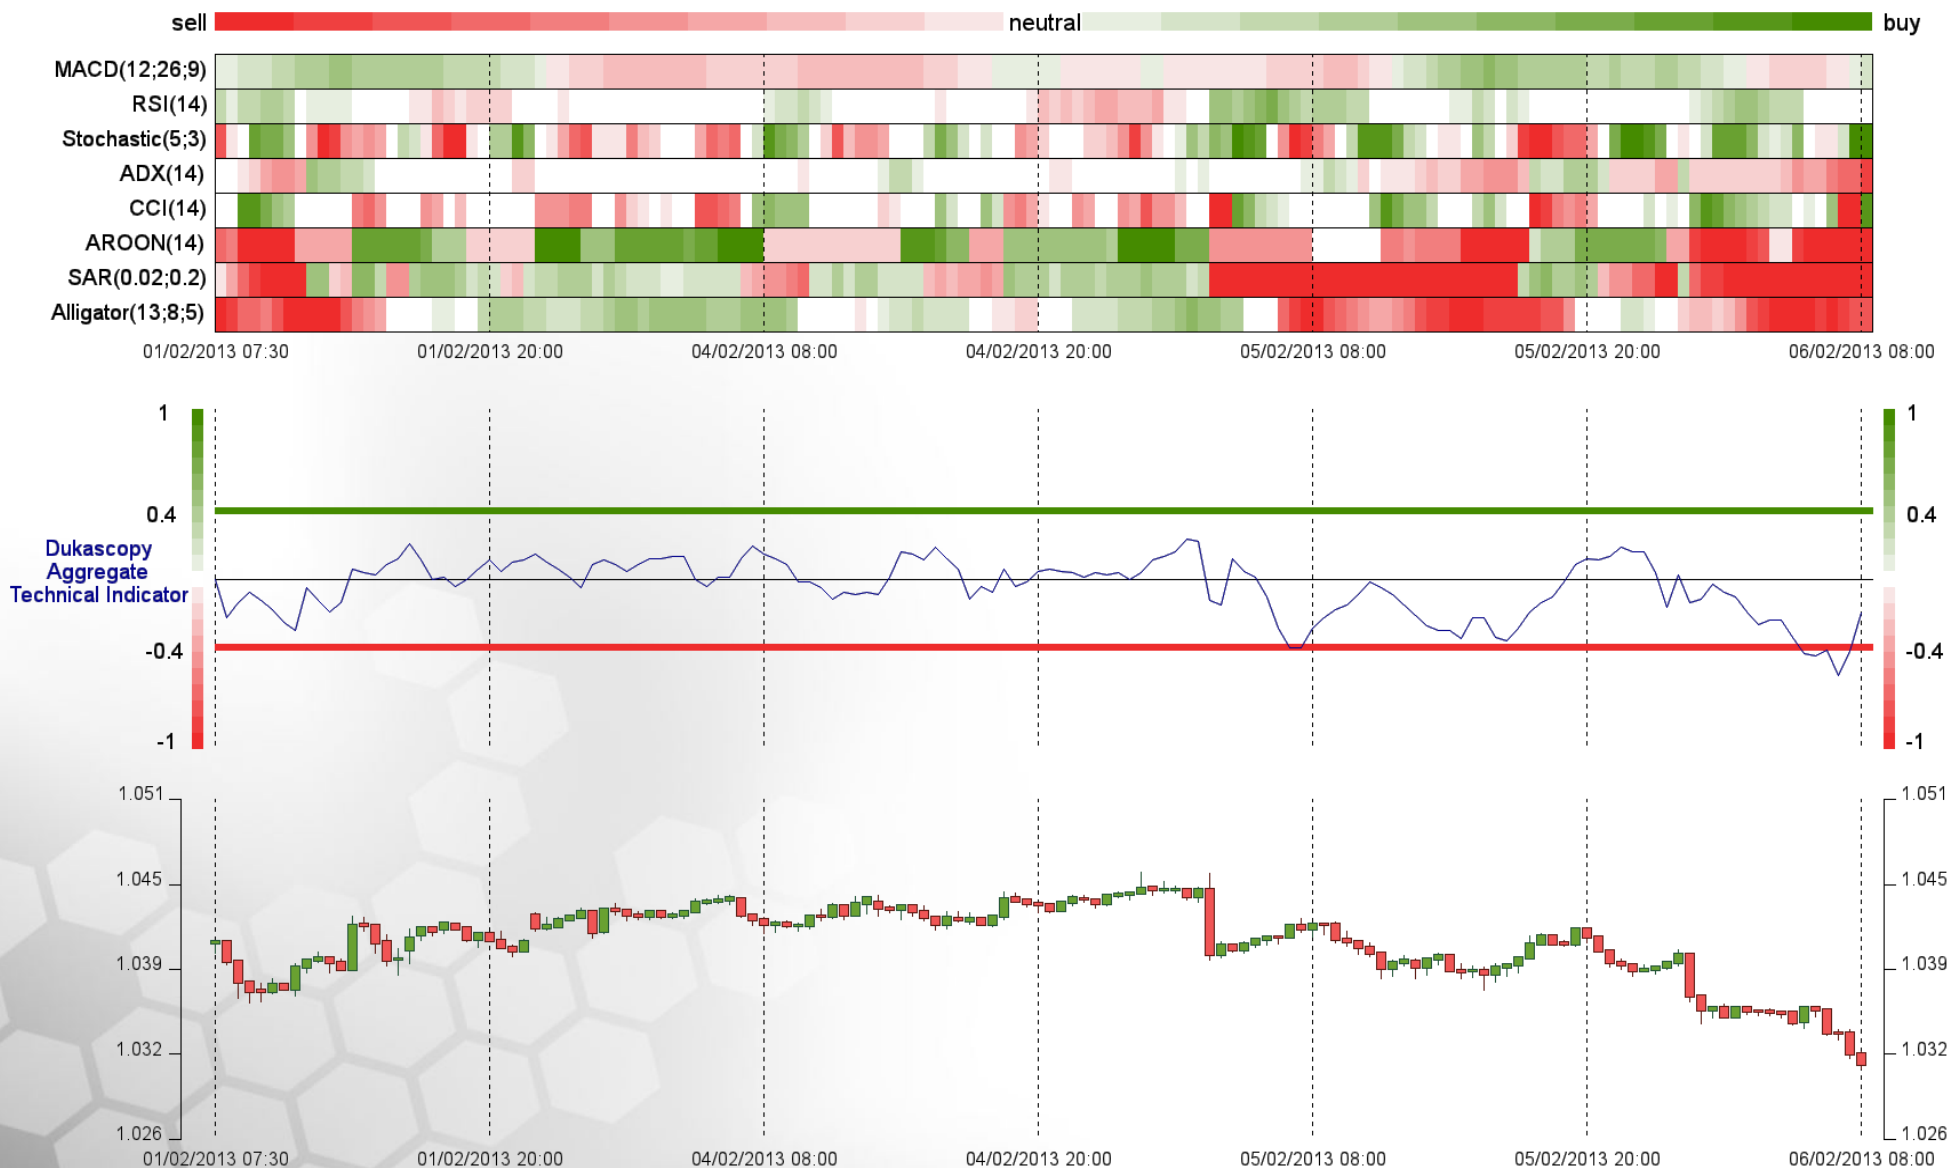 sell neutral buy
MACD(12;26;9)
RSI(14)
Stochastic(5;3)
ADX(14)
CCI(14)
AROON(14)
SAR(0.02;0.2)
Alligator(13;8;5)
01/02/2013 07:30 01/02/2013 20:00 04/02/2013 08:00 04/02/2013 20:00 05/02/2013 08:00 05/02/2013 20:00 06/02/2013 08:00
1 1
0.4 0.4
Dukascopy
Aggregate
Technical Indicator
-0.4 -0.4
-1 -1
1.051 1.051
1.045 1.045
1.039 1.039
1.032 1.032
1.026 1.026
01/02/2013 07:30 01/02/2013 20:00 04/02/2013 08:00 04/02/2013 20:00 05/02/2013 08:00 05/02/2013 20:00 06/02/2013 08:00